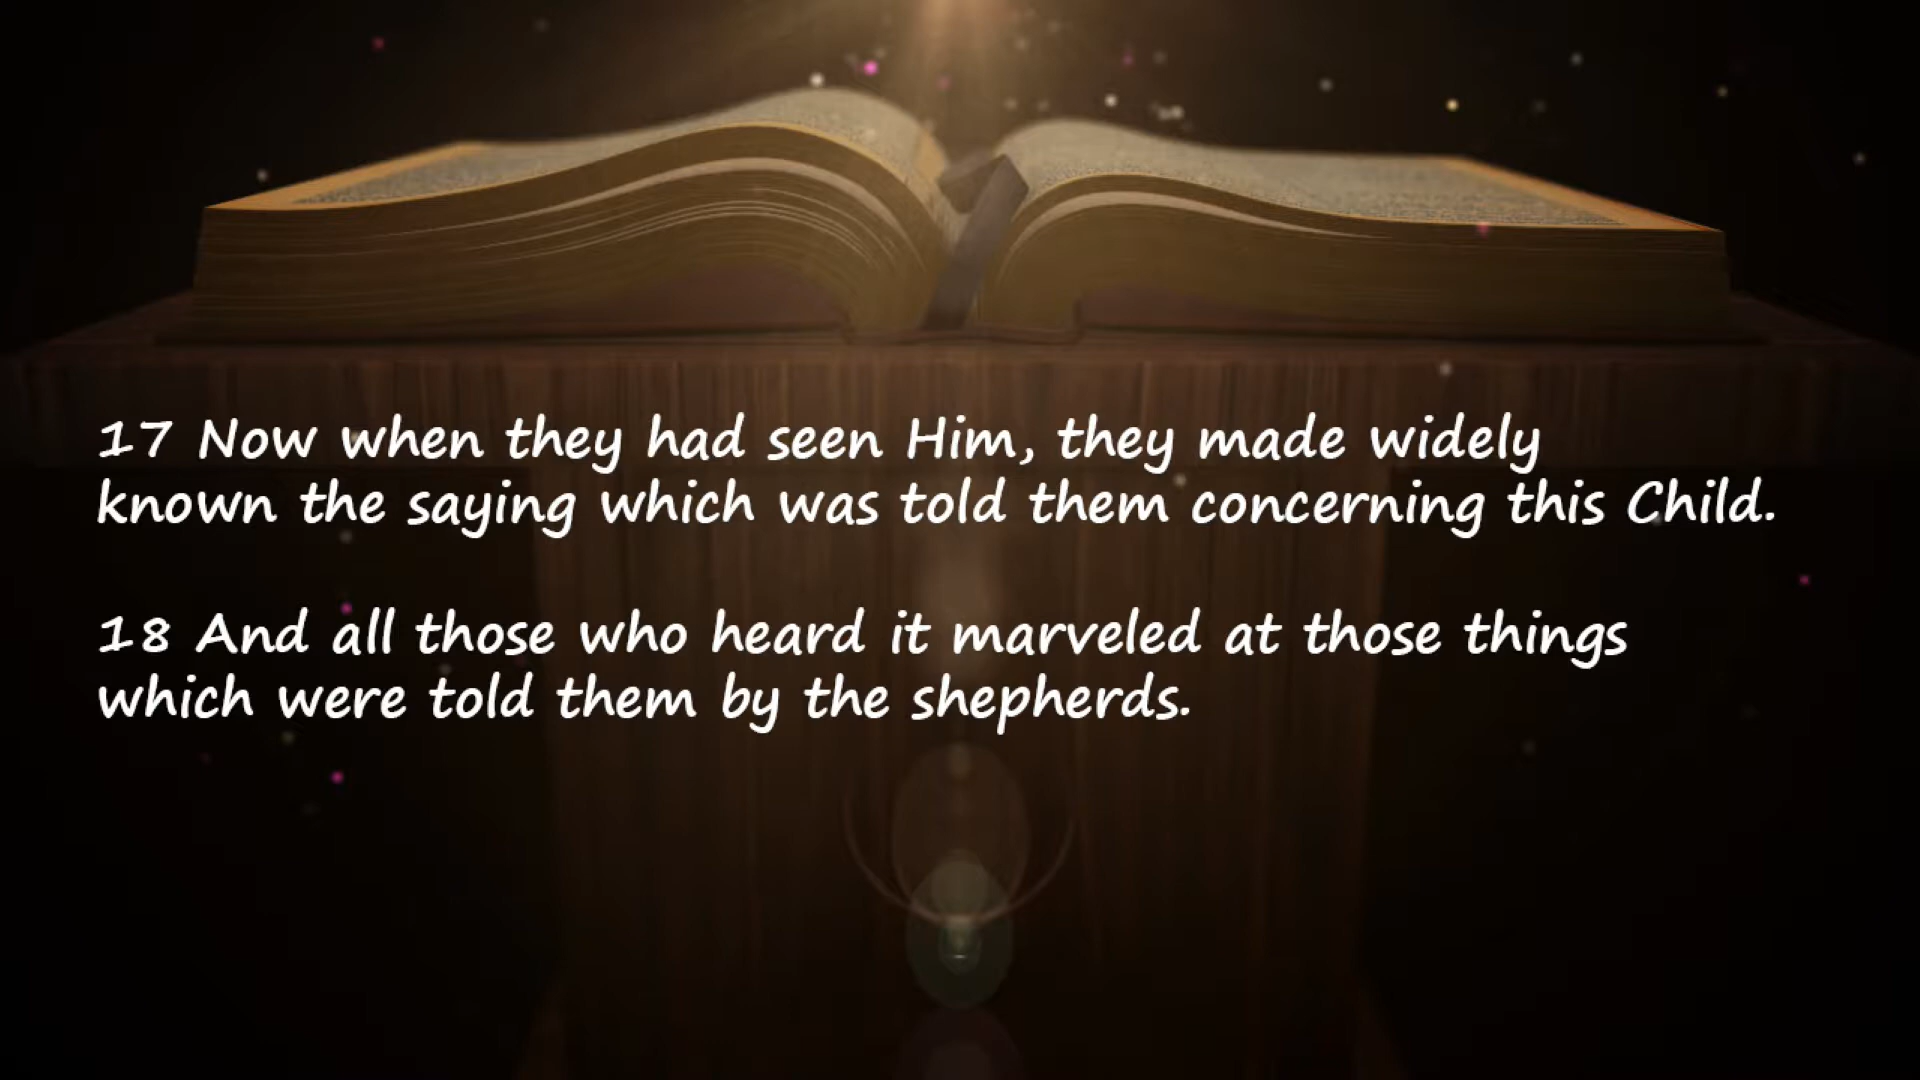 17 Now when they had seen Him, they made widely
known the saying which was told them concerning this Child.
18 And all those who heard it marveled at those things
which were told them by the shepherds.